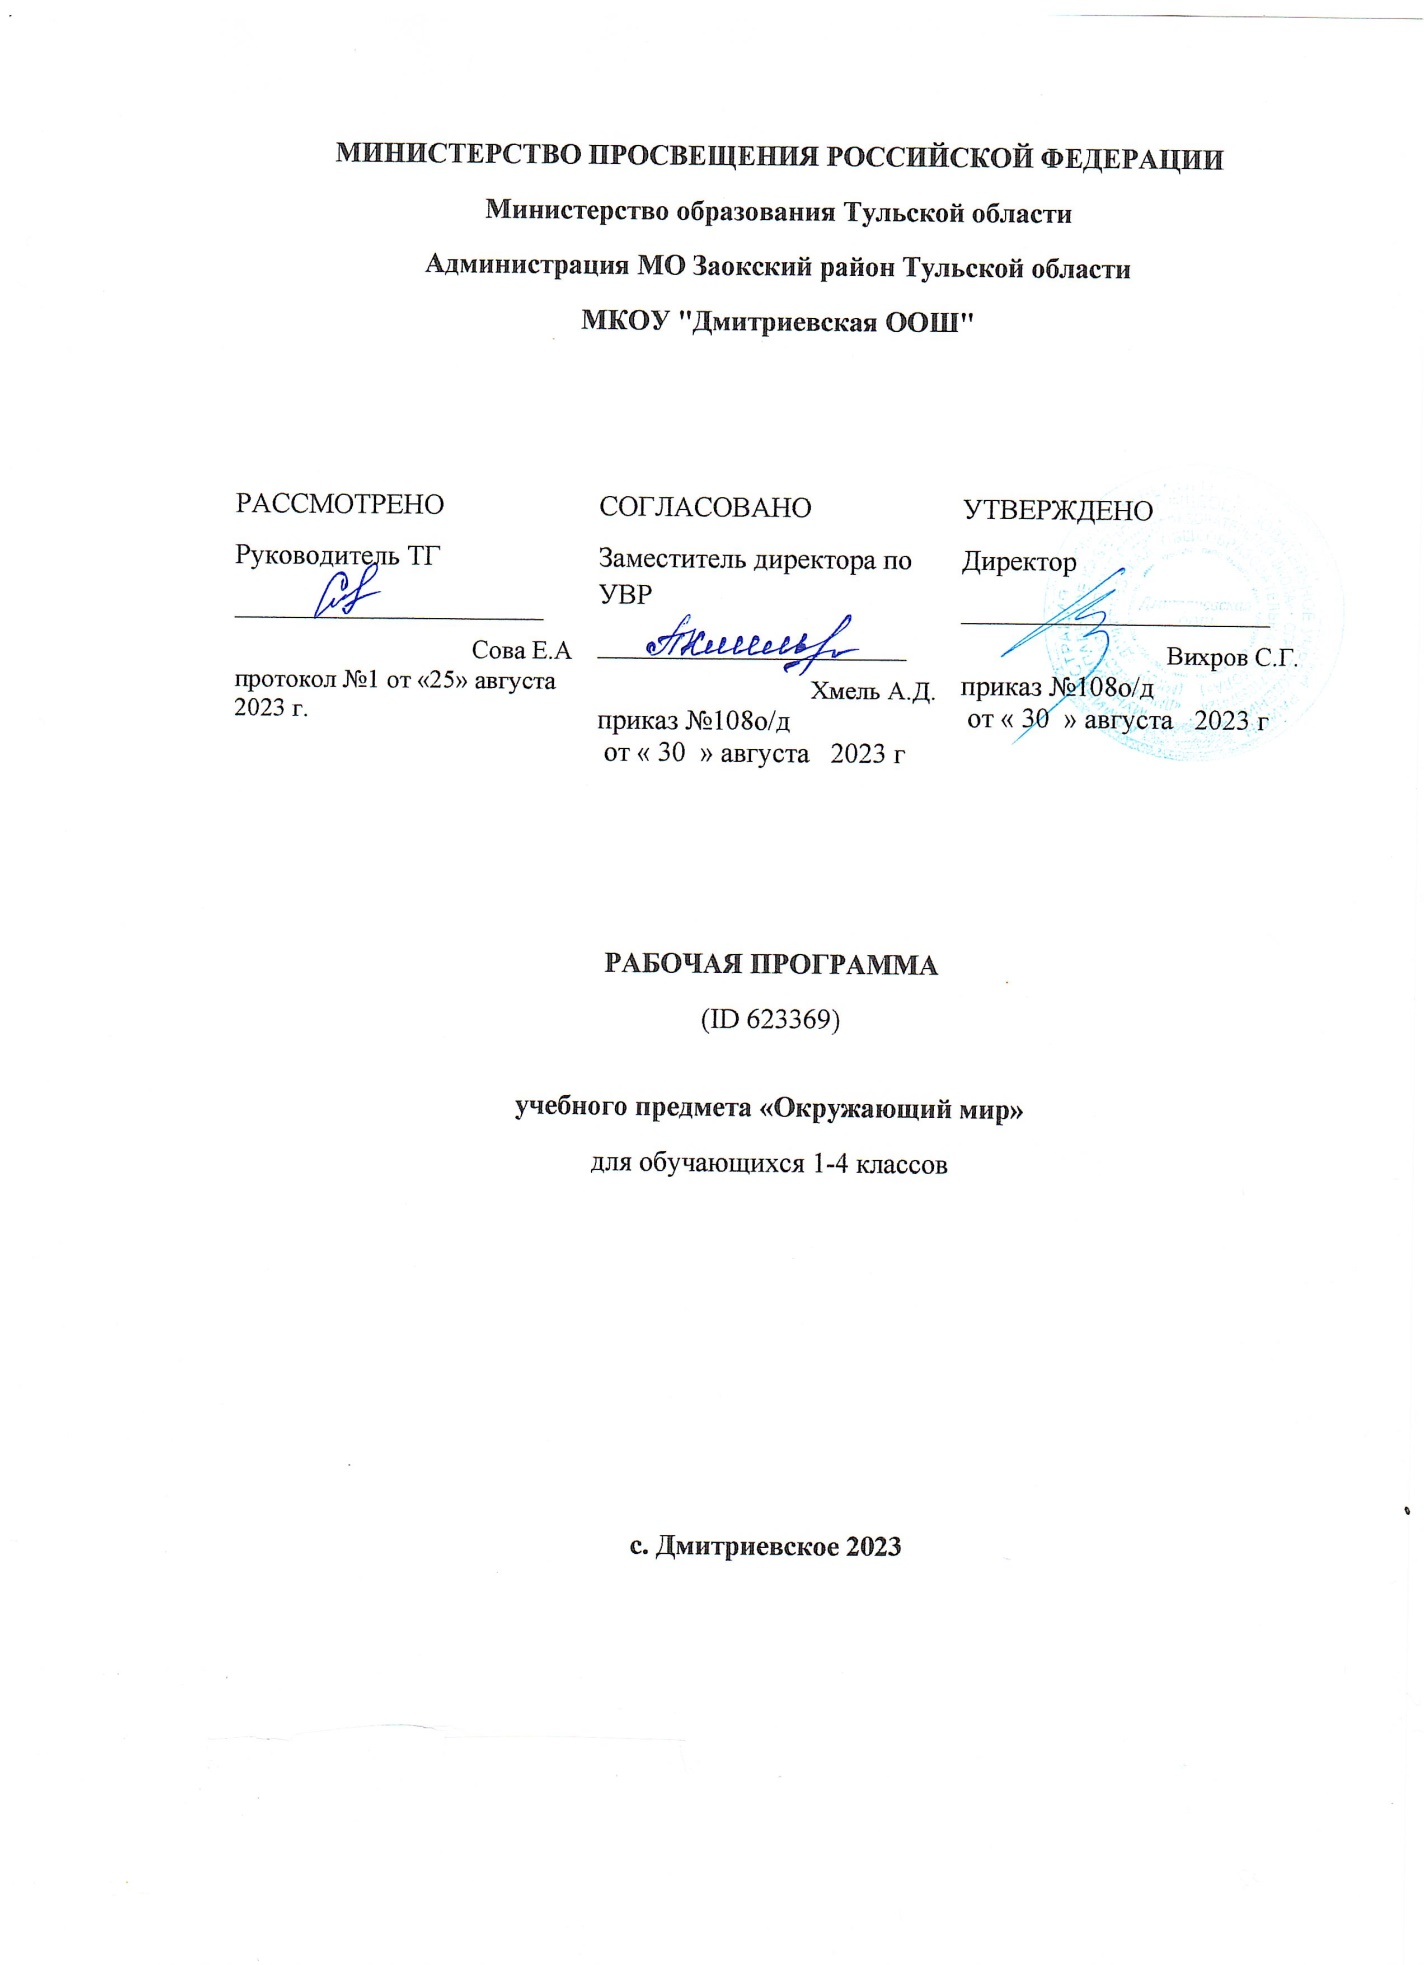 МИНИСТЕРСТВО ПРОСВЕЩЕНИЯ РОССИЙСКОЙ ФЕДЕРАЦИИ
Министерство образования Тульской области
Администрация МО Заокский район Тульской области
МКОУ "Дмитриевская ООШ"
РАССМОТРЕНО
Руководитель ТГ
Сова Е.А
протокол №1 от «25» августа
2023 г.
СОГЛАСОВАНО
Заместитель директора по
УВР
Хмель А.Д.
приказ №108о/д
от « 30 » августа 2023 г
УТВЕРЖДЕНО
Директор
Вихров С.Г.
приказ №108о/д
от « 30 » августа 2023 г
РАБОЧАЯ ПРОГРАММА
(ID 623369)
учебного предмета «Окружающий мир»
для обучающихся 1-4 классов
с. Дмитриевское 2023